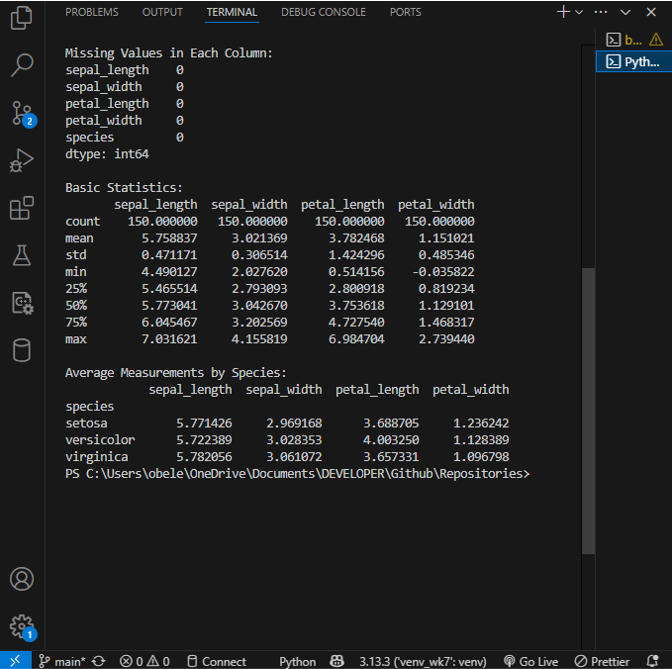 PROBLEMS OUTPUT TERMINAL DEBUG CONSOLE PORTS
b...
Pyth...
Missing Values in Each Column:
sepal_length 0
sepal_width 0
petal_length 0
petal_width 0
species 0
dtype: int64
Basic Statistics:
sepal_length sepal_width petal_length petal_width
count 150.000000 150.000000 150.000000 150.000000
mean 5.758837 3.021369 3.782468 1.151021
std 0.471171 0.306514 1.424296 0.485346
min 4.490127 2.027620 0.514156 -0.035822
25% 5.465514 2.793093 2.800918 0.819234
50% 5.773041 3.042670 3.753618 1.129101
75% 6.045467 3.202569 4.727540 1.468317
max 7.031621 4.155819 6.984704 2.739440
Average Measurements by Species:
sepal_length sepal_width petal_length petal_width
species
setosa 5.771426 2.969168 3.688705 1.236242
versicolor 5.722389 3.028353 4.003250 1.128389
virginica 5.782056 3.061072 3.657331 1.096798
PS C:\Users\obele\OneDrive\Documents\DEVELOPER\Github\Repositories>
2
1
main* 0 0 Connect Python 3.13.3 ('venv_wk7': venv) Go Live Prettier